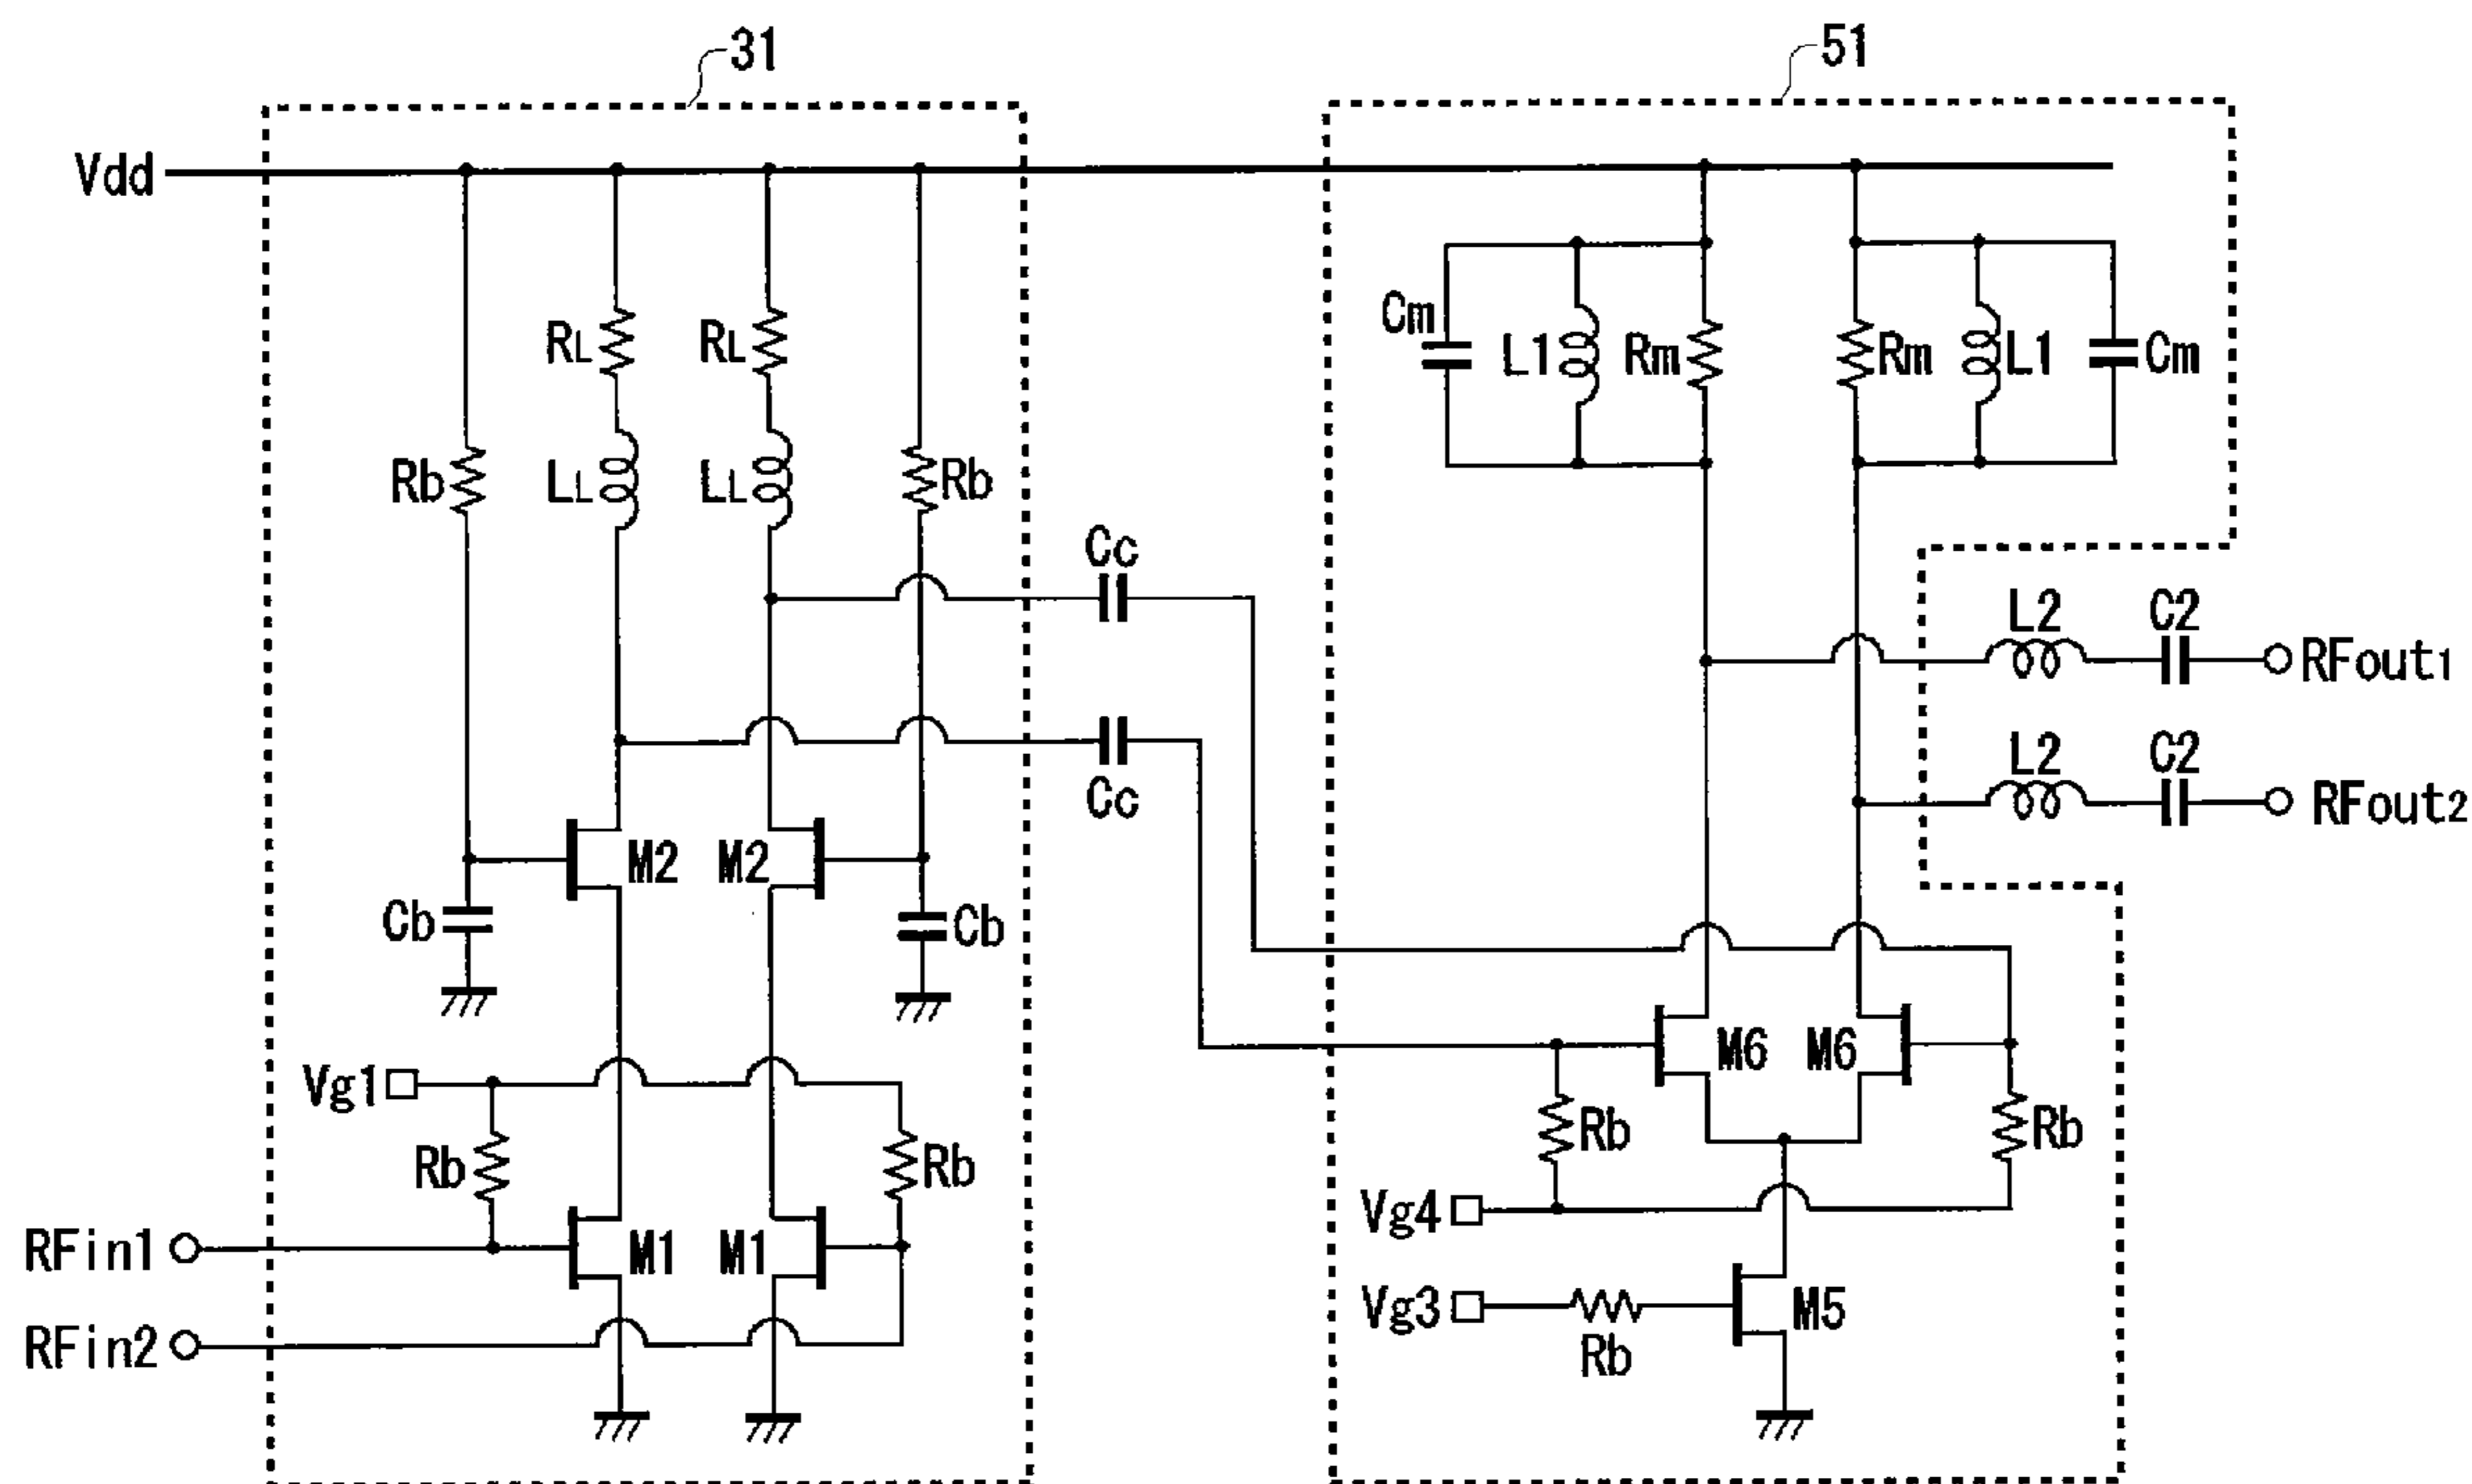 31
51
Vdd
RL
RL
Cm
L1
Rm
Rm
L1
Cm
Rb
LL
LL
Rb
Cc
L2
C2
RFout1
Cc
L2
C2
RFout2
M2
M2
Cb
Cb
M6
M6
Vg1
Rb
Rb
Rb
Rb
Vg4
RFin1
M1
M1
Vg3
M5
Rb
RFin2